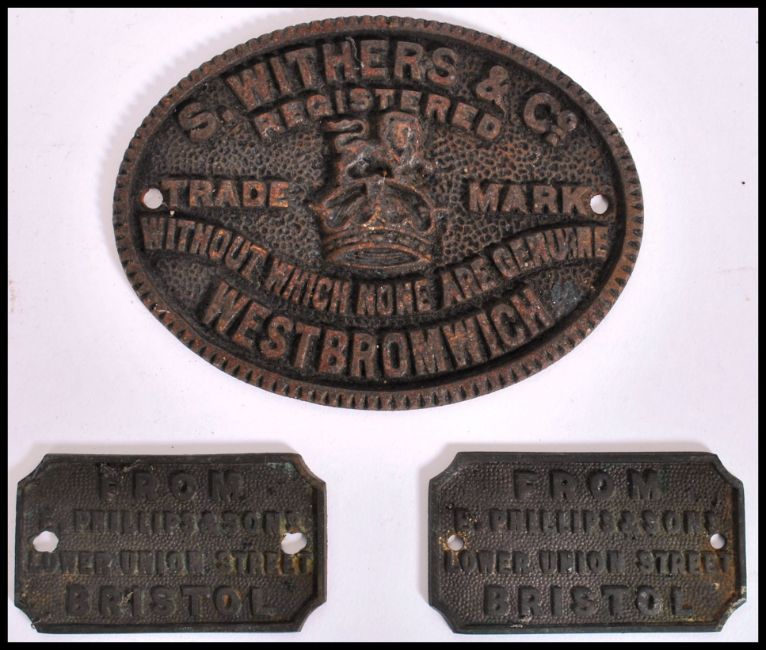 S. WITHERS & Co.
REGISTERED
TRADE MARK
WITHOUT WHICH NONE ARE GENUINE
WESTBROMWICH
FROM
PHILLIPS & SONS
LOWER UNION STREET
BRISTOL
FROM
PHILLIPS & SONS
LOWER UNION STREET
BRISTOL